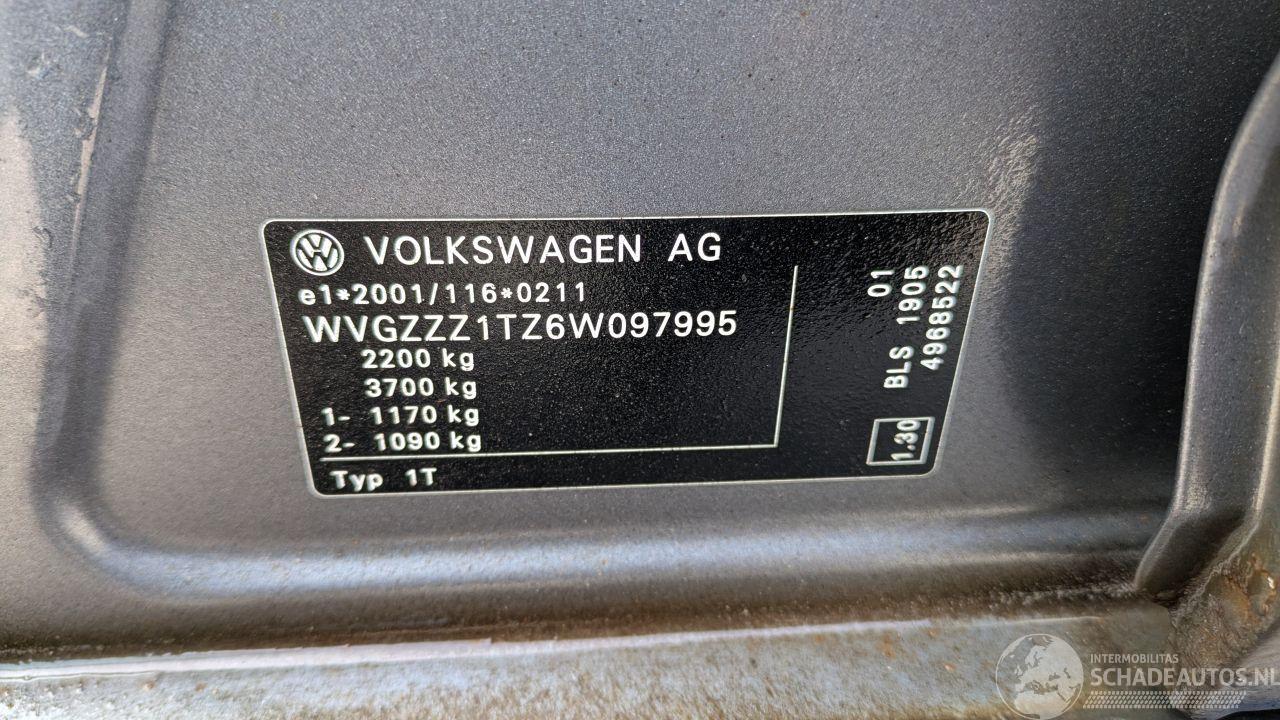 VOLKSWAGEN AG
e1*2001/116*0211
WVGZZZ1TZ6W097995
2200 kg
3700 kg
1- 1170 kg
2- 1090 kg
Typ 1T
01
BLS 1905
4968522
1.30
INTERMOBILITAS
SCHADEAUTOS.NL